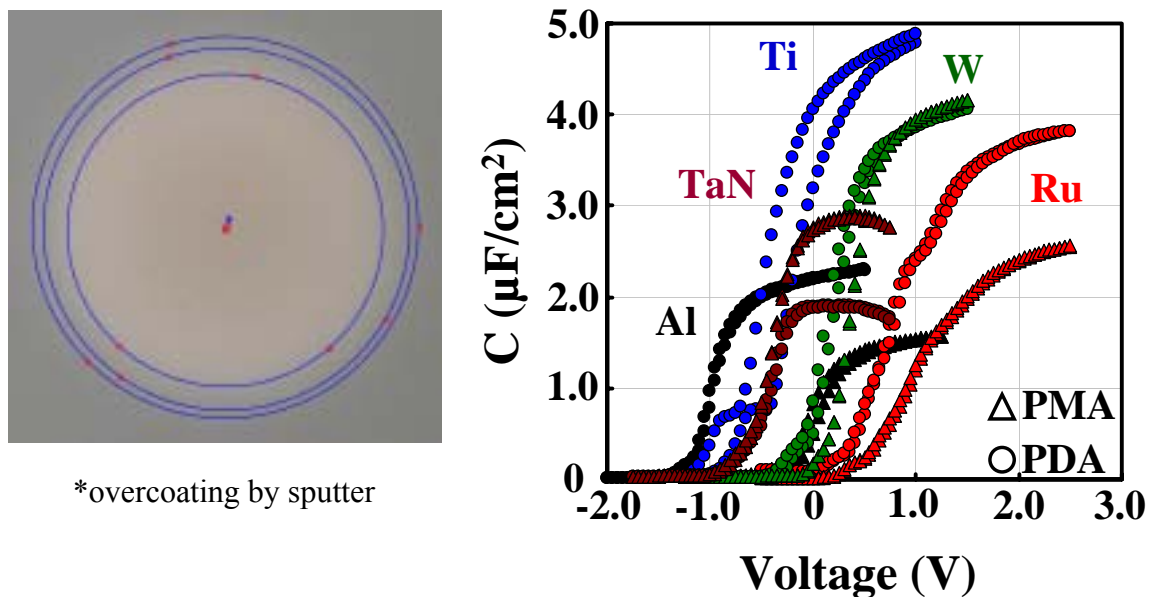 *overcoating by sputter
C (μF/cm²)
5.0
4.0
3.0
2.0
1.0
0
-2.0
-1.0
0
1.0
2.0
3.0
Voltage (V)
Ti
W
TaN
Ru
Al
△PMA
○PDA